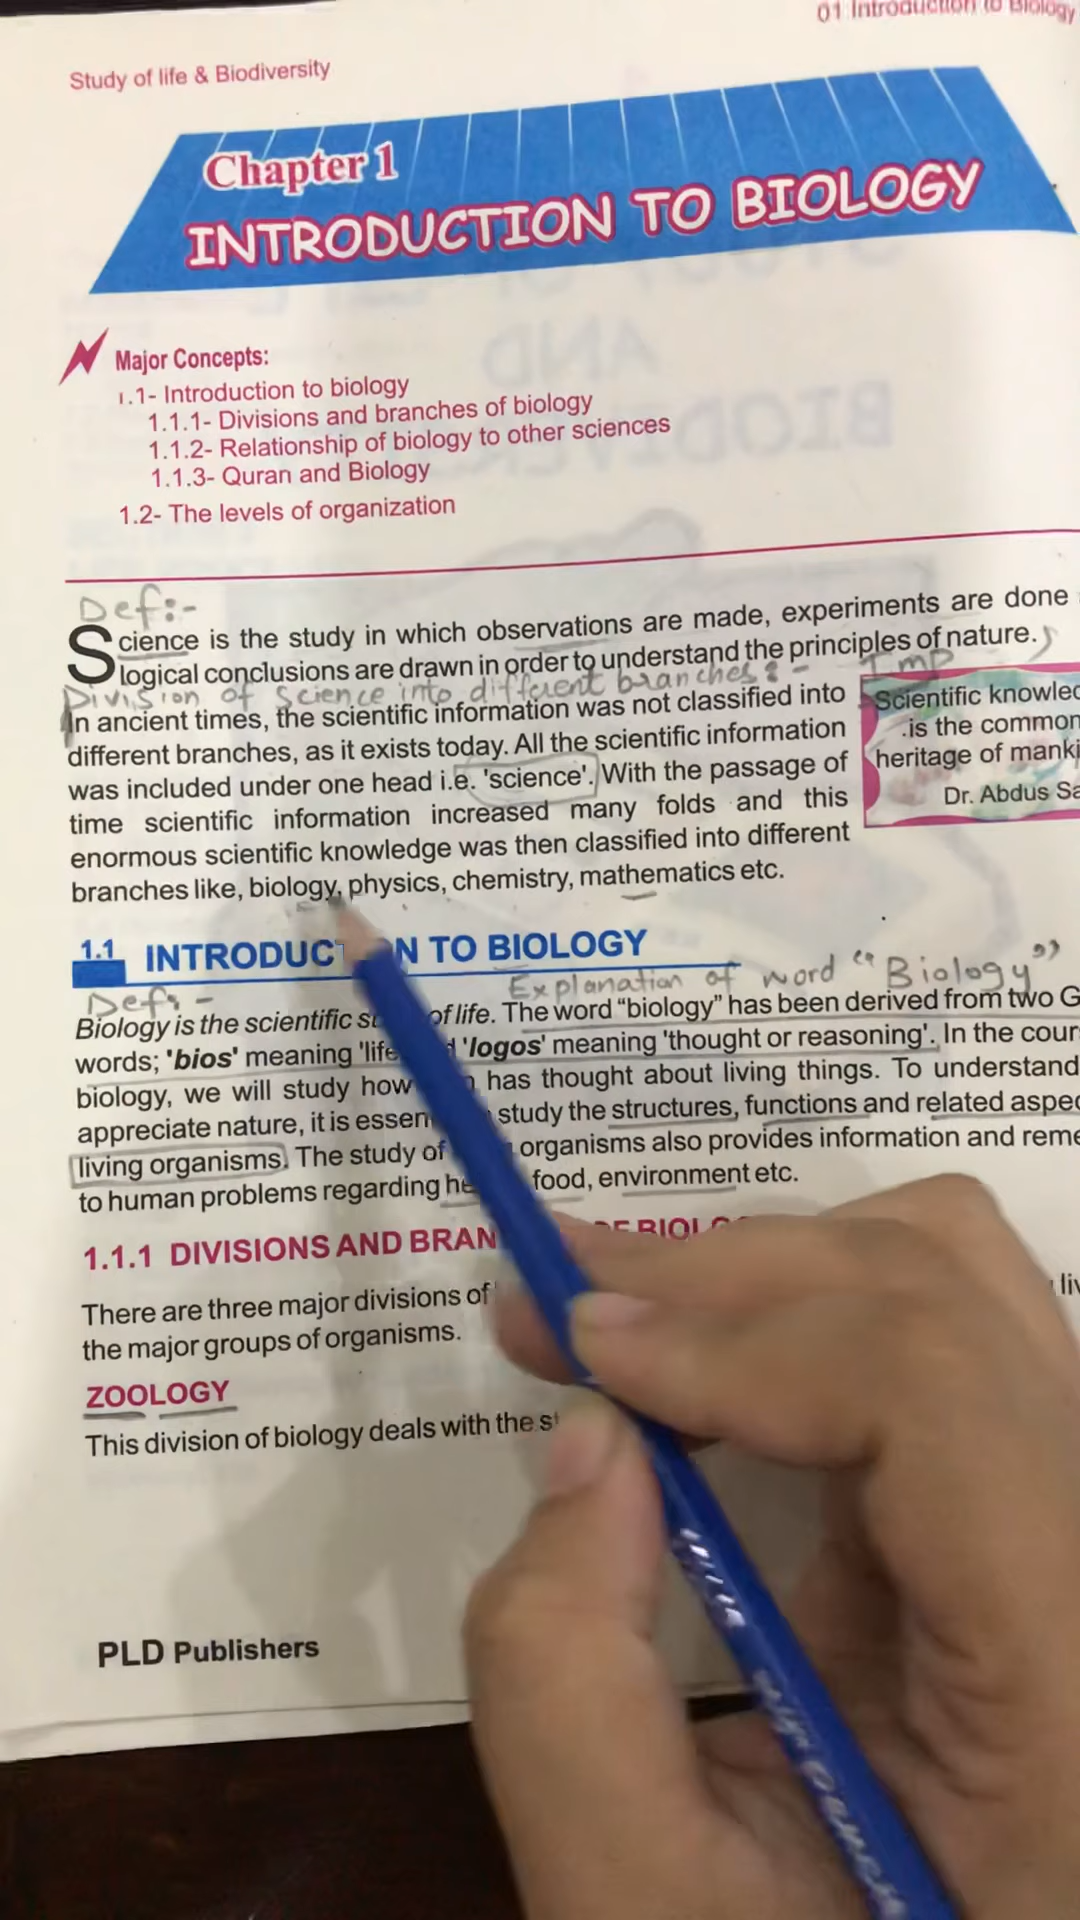 01 Introduction to Biology
Study of life & Biodiversity
Chapter 1
INTRODUCTION TO BIOLOGY
Major Concepts:
1.1- Introduction to biology
1.1.1- Divisions and branches of biology
1.1.2- Relationship of biology to other sciences
1.1.3- Quran and Biology
1.2- The levels of organization
Def:-
Science is the study in which observations are made, experiments are done
logical conclusions are drawn in order to understand the principles of nature.
Division of Science into different branches:- Imp
In ancient times, the scientific information was not classified into
different branches, as it exists today. All the scientific information
was included under one head i.e. 'science'. With the passage of
time scientific information increased many folds and this
enormous scientific knowledge was then classified into different
branches like, biology, physics, chemistry, mathematics etc.
Scientific
is the common
heritage of
Dr. Abdus
1.1 TO BIOLOGY
Explanation of word "Biology"
Def:-
Biology is the scientific of life. The word "biology" has been derived from two
words; 'bios' meaning 'life 'logos' meaning 'thought or reasoning'. In the
biology, we will study how has thought about living things. To understand
appreciate nature, it is study the structures, functions and related
living organisms. The study of organisms also provides information and
to human problems regarding food, environment etc.
1.1.1 DIVISIONS AND
There are three major divisions of
the major groups of organisms.
ZOOLOGY
This division of biology deals with the
PLD Publishers